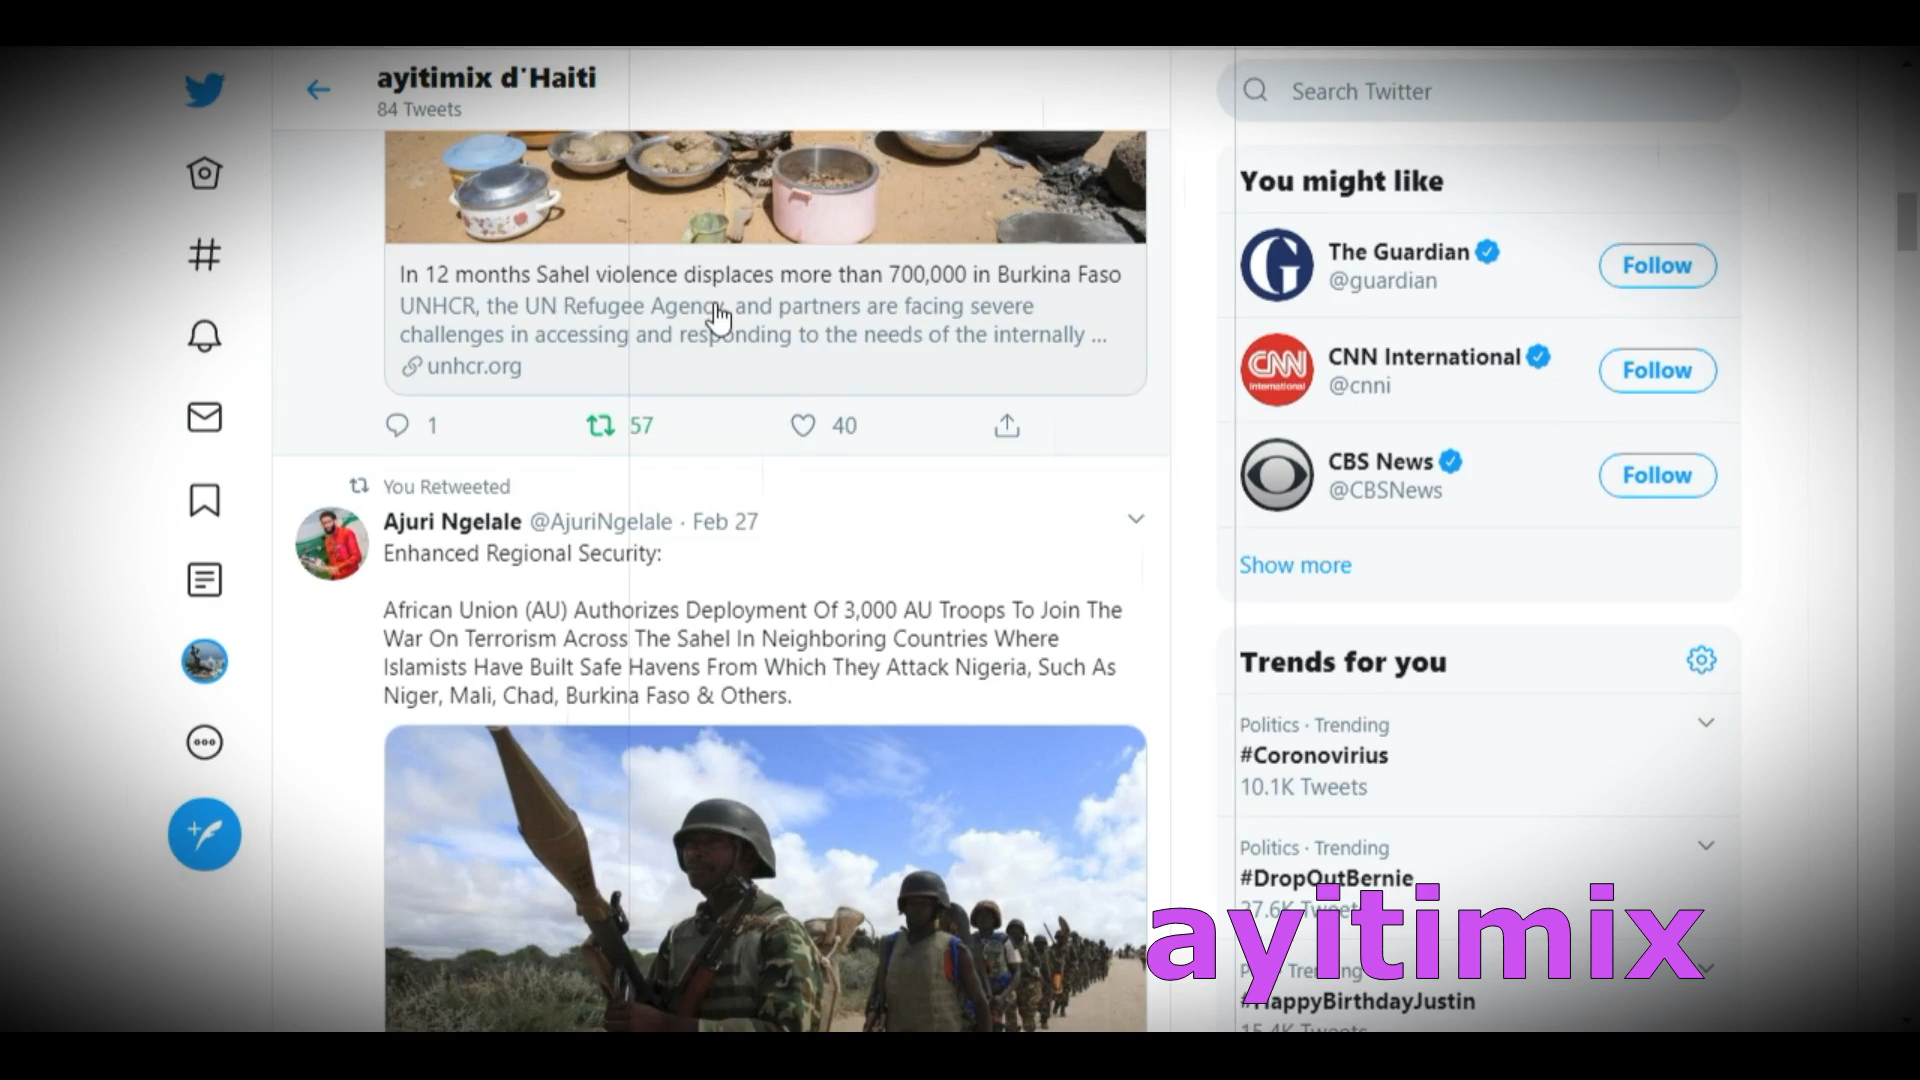 ayitimix d'Haiti
84 Tweets
In 12 months Sahel violence displaces more than 700,000 in Burkina Faso
UNHCR, the UN Refugee Agency, and partners are facing severe
challenges in accessing and responding to the needs of the internally ...
unhcr.org
1
57
40
You Retweeted
Ajuri Ngelale @AjuriNgelale · Feb 27
Enhanced Regional Security:
African Union (AU) Authorizes Deployment Of 3,000 AU Troops To Join The
War On Terrorism Across The Sahel In Neighboring Countries Where
Islamists Have Built Safe Havens From Which They Attack Nigeria, Such As
Niger, Mali, Chad, Burkina Faso & Others.
Search Twitter
You might like
The Guardian
@guardian
Follow
CNN International
@cnni
Follow
CNN
International
CBS News
@CBSNews
Follow
Show more
Trends for you
Politics · Trending
#Coronovirius
10.1K Tweets
Politics · Trending
#DropOutBernie
27.6K Tweets
ayitimix
#HappyBirthdayJustin
15.4K Tweets